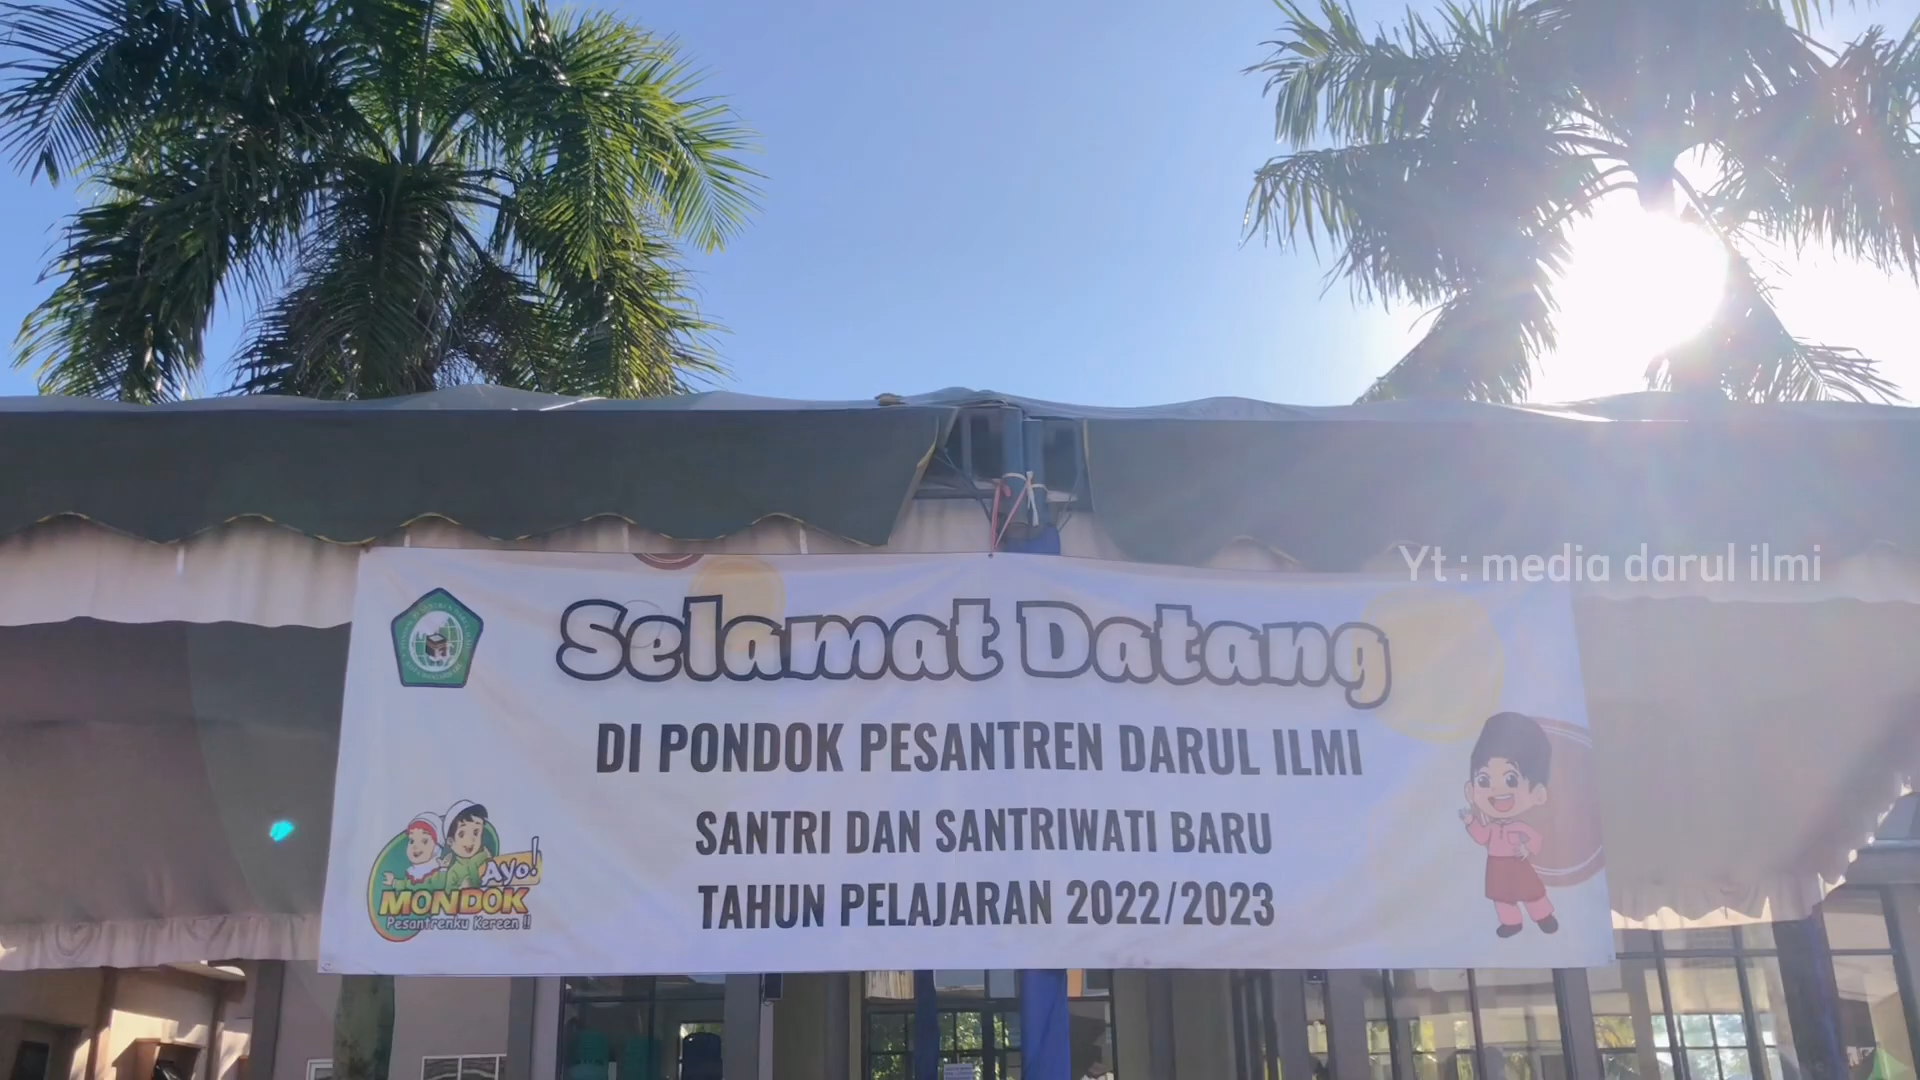 Yt : media darul ilmi
Selamat Datang
DI PONDOK PESANTREN DARUL ILMI
SANTRI DAN SANTRIWATI BARU
TAHUN PELAJARAN 2022/2023
Ayo!
MONDOK
Pesantrenku Kereen !!